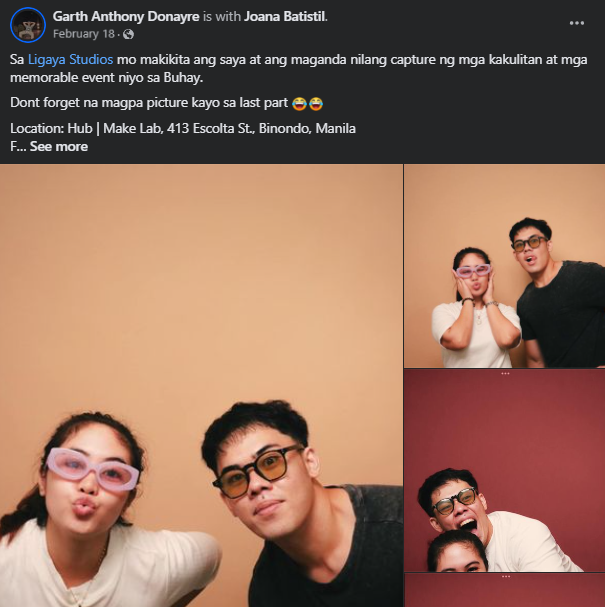 Garth Anthony Donayre is with Joana Batistil.
February 18 ·
Sa Ligaya Studios mo makikita ang saya at ang maganda nilang capture ng mga kakulitan at mga
memorable event niyo sa Buhay.
Dont forget na magpa picture kayo sa last part 😂😂
Location: Hub | Make Lab, 413 Escolta St., Binondo, Manila
F... See more